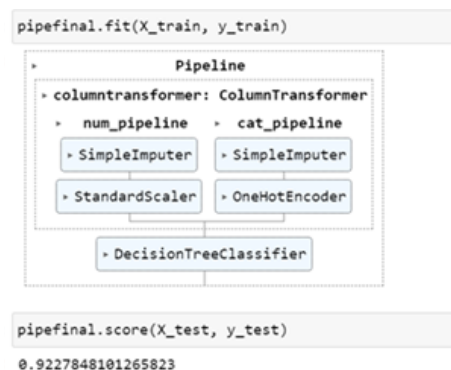 pipefinal.fit(X_train, y_train)
Pipeline
columntransformer: ColumnTransformer
num_pipeline
cat_pipeline
SimpleImputer
SimpleImputer
StandardScaler
OneHotEncoder
DecisionTreeClassifier
pipefinal.score(X_test, y_test)
0.9227848101265823